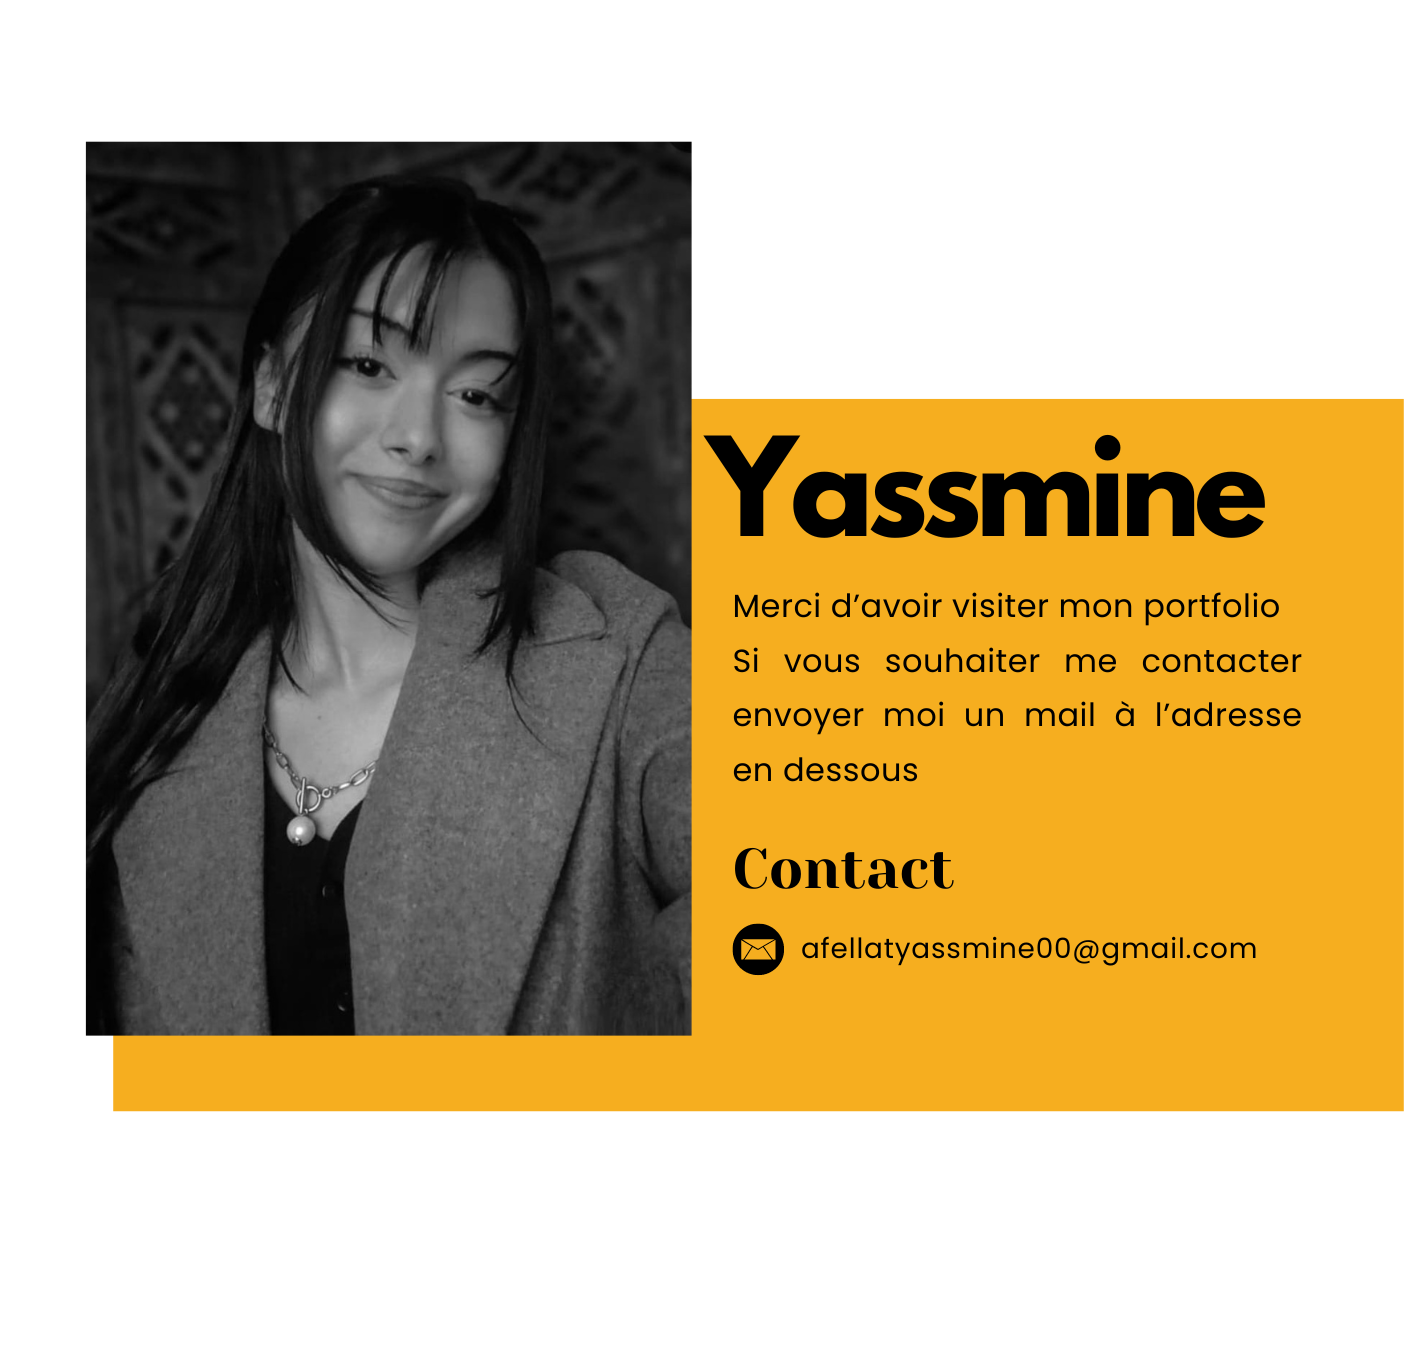 Yassmine
Merci d’avoir visiter mon portfolio
Si vous souhaiter me contacter
envoyer moi un mail à l’adresse
en dessous
Contact
afellatyassmine00@gmail.com